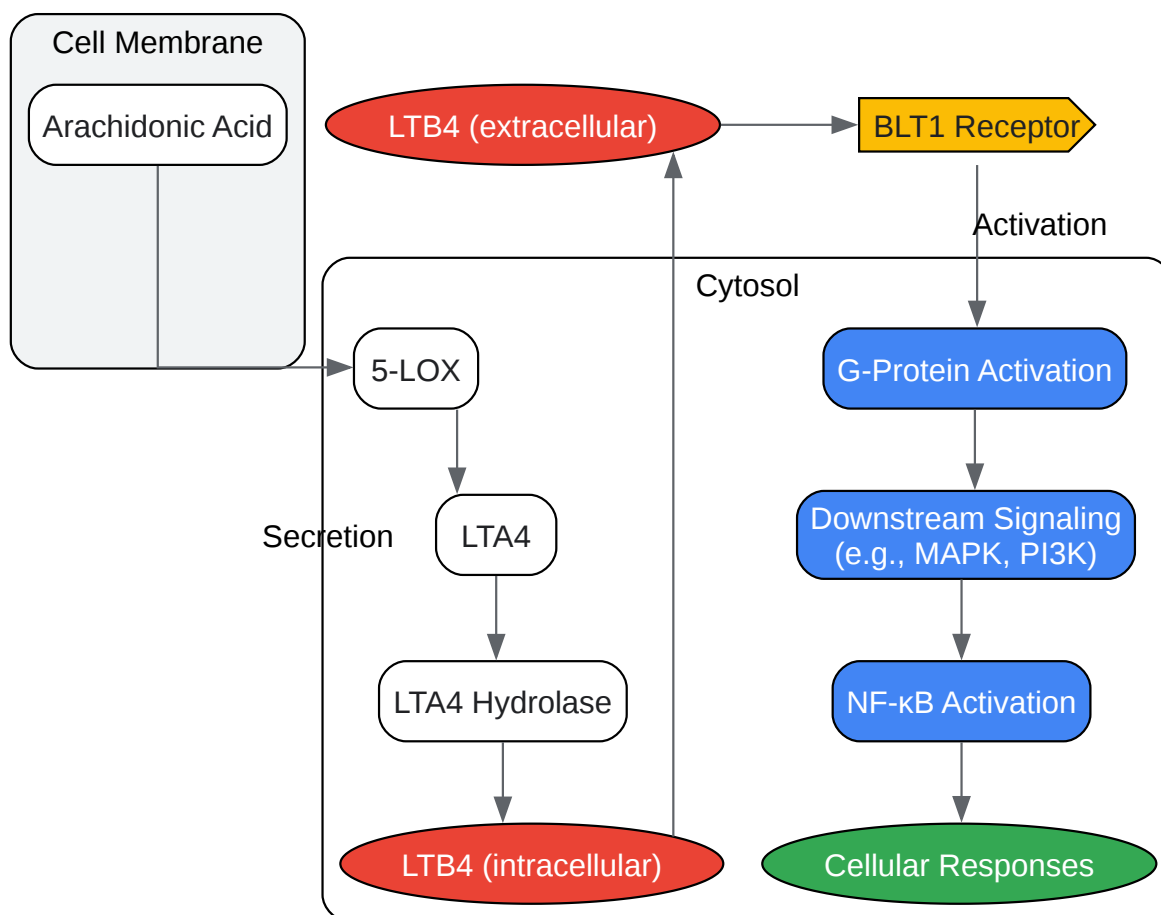 Cell Membrane
Arachidonic Acid
LTB4 (extracellular)
BLT1 Receptor
Activation
Cytosol
5-LOX
G-Protein Activation
Secretion
LTA4
Downstream Signaling
(e.g., MAPK, PI3K)
LTA4 Hydrolase
NF-κB Activation
LTB4 (intracellular)
Cellular Responses